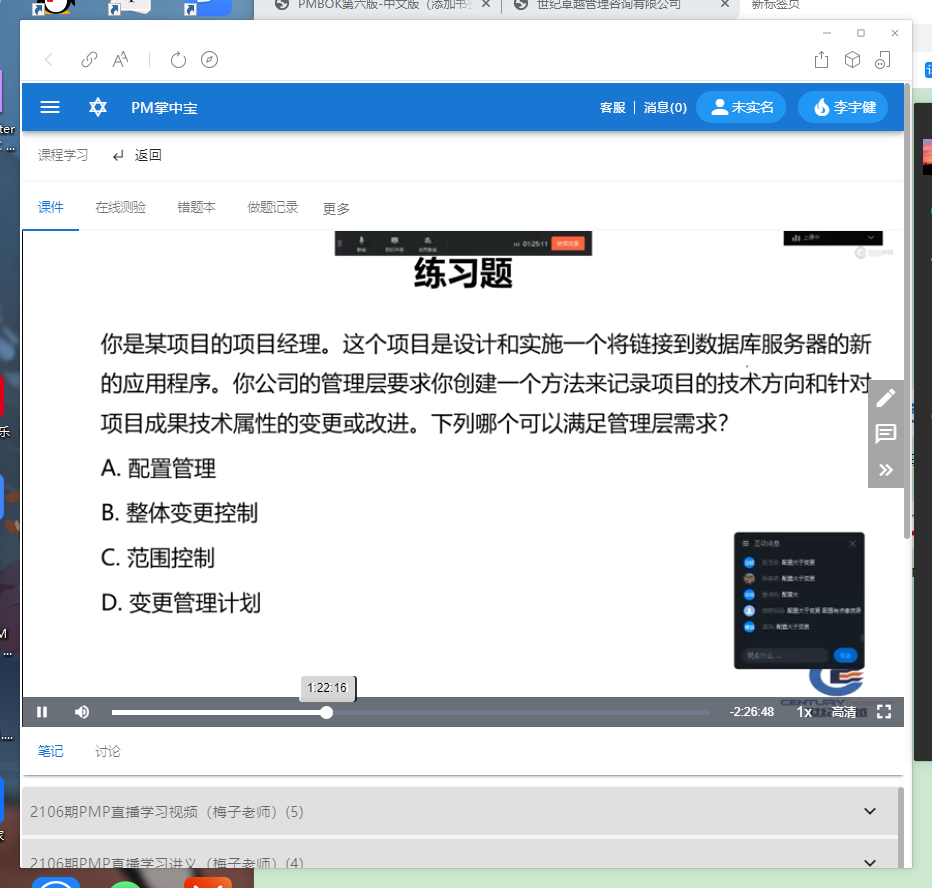 PMBOK第六版-中文版（添加书
世纪卓越管理咨询有限公司
新标签页
PM掌中宝
客服
消息(0)
未实名
李宇健
课程学习
返回
课件
在线测验
错题本
做题记录
更多
01:25:11
上课中
练习题
你是某项目的项目经理。这个项目是设计和实施一个将链接到数据库服务器的新
的应用程序。你公司的管理层要求你创建一个方法来记录项目的技术方向和针对
项目成果技术属性的变更或改进。下列哪个可以满足管理层需求？
A. 配置管理
B. 整体变更控制
C. 范围控制
D. 变更管理计划
互动消息
配置大于变更
配置大于变更
配置大
配置大于变更
配置大于变更
说点什么...
1:22:16
-2:26:48
1x
高清
笔记
讨论
2106期PMP直播学习视频（梅子老师）(5)
2106期PMP直播学习讲义（梅子老师）(4)